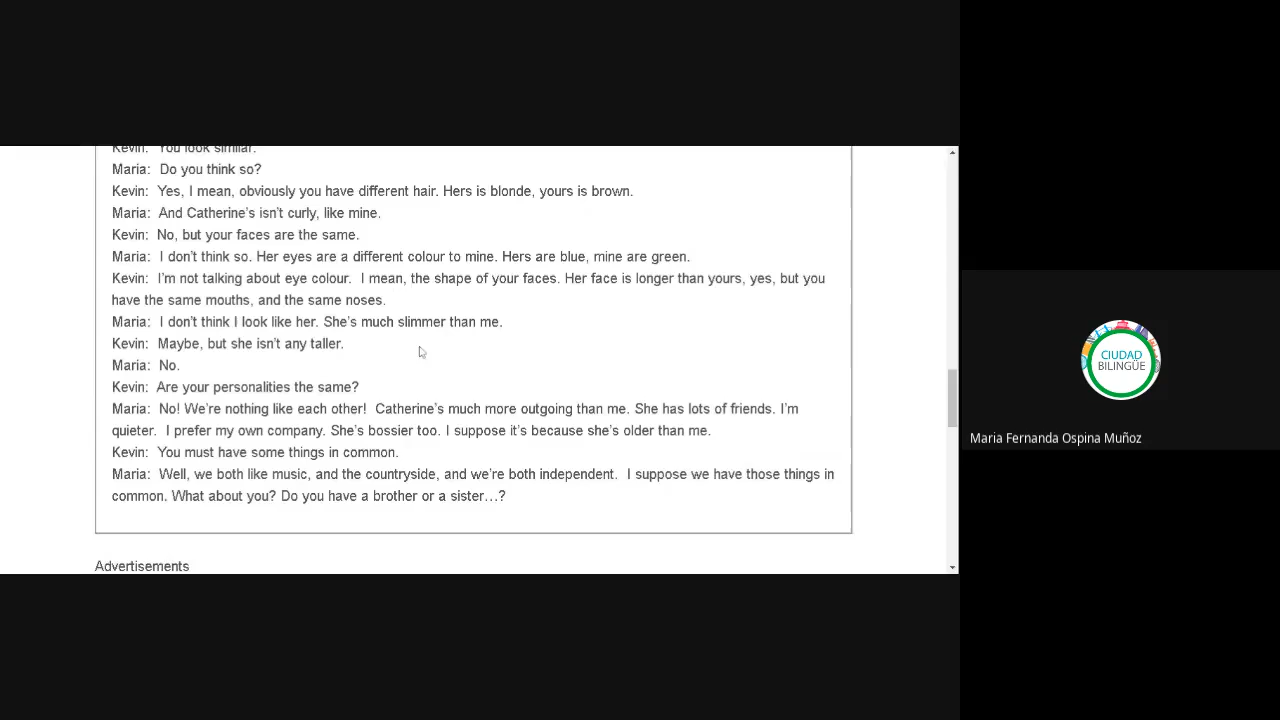 Kevin:  You look similar.
Maria:  Do you think so?
Kevin:  Yes, I mean, obviously you have different hair. Hers is blonde, yours is brown.
Maria:  And Catherine's isn't curly, like mine.
Kevin:  No, but your faces are the same.
Maria:  I don't think so. Her eyes are a different colour to mine. Hers are blue, mine are green.
Kevin:  I'm not talking about eye colour.  I mean, the shape of your faces. Her face is longer than yours, yes, but you
have the same mouths, and the same noses.
Maria:  I don't think I look like her. She's much slimmer than me.
Kevin:  Maybe, but she isn't any taller.
Maria:  No.
Kevin:  Are your personalities the same?
Maria:  No! We're nothing like each other!  Catherine's much more outgoing than me. She has lots of friends. I'm
quieter.  I prefer my own company. She's bossier too. I suppose it's because she's older than me.
Kevin:  You must have some things in common.
Maria:  Well, we both like music, and the countryside, and we're both independent.  I suppose we have those things in
common. What about you? Do you have a brother or a sister…?
Advertisements
CIUDAD
BILINGÜE
Maria Fernanda Ospina Muñoz